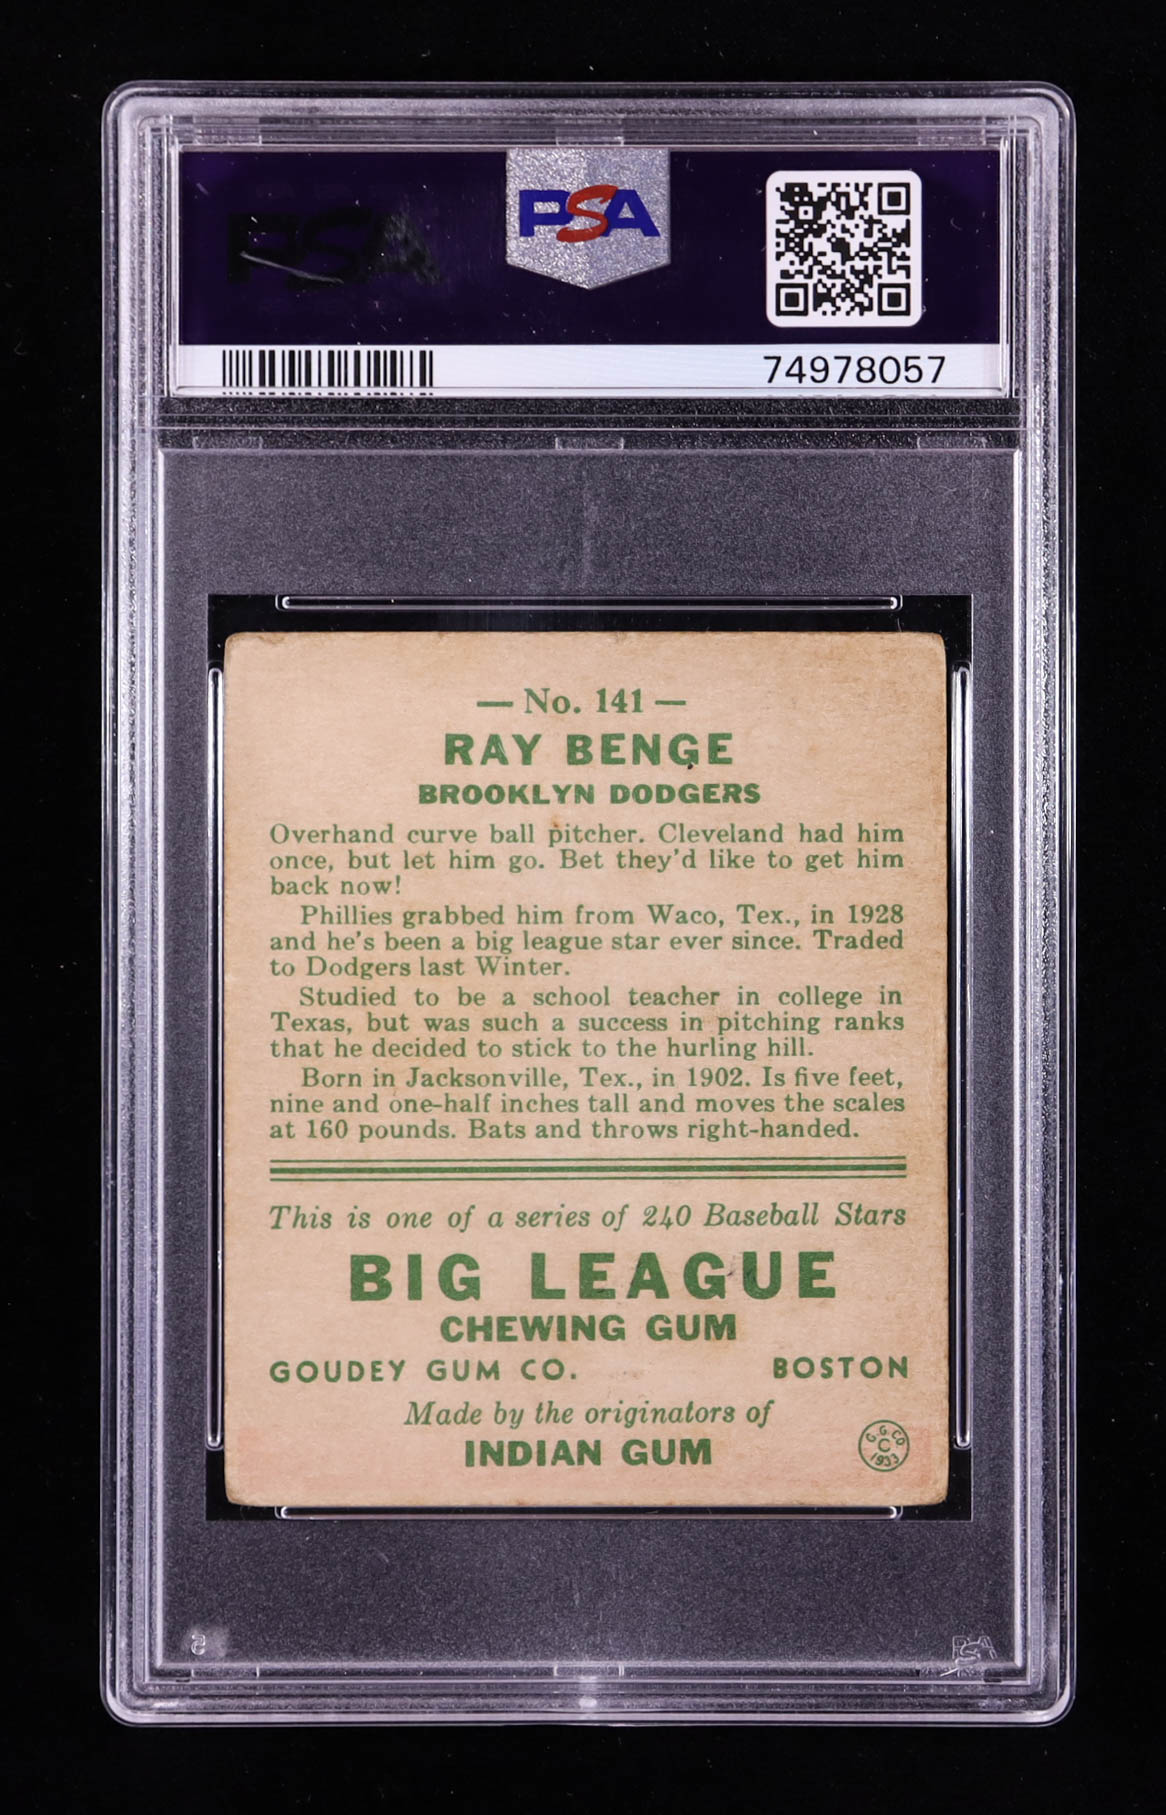 PSA
PSA
74978057
— No. 141 —
RAY BENGE
BROOKLYN DODGERS
Overhand curve ball pitcher. Cleveland had him
once, but let him go. Bet they'd like to get him
back now!
Phillies grabbed him from Waco, Tex., in 1928
and he's been a big league star ever since. Traded
to Dodgers last Winter.
Studied to be a school teacher in college in
Texas, but was such a success in pitching ranks
that he decided to stick to the hurling hill.
Born in Jacksonville, Tex., in 1902. Is five feet,
nine and one-half inches tall and moves the scales
at 160 pounds. Bats and throws right-handed.
This is one of a series of 240 Baseball Stars
BIG LEAGUE
CHEWING GUM
GOUDEY GUM CO. BOSTON
Made by the originators of
INDIAN GUM
G.G.CO
C
1933
PSA